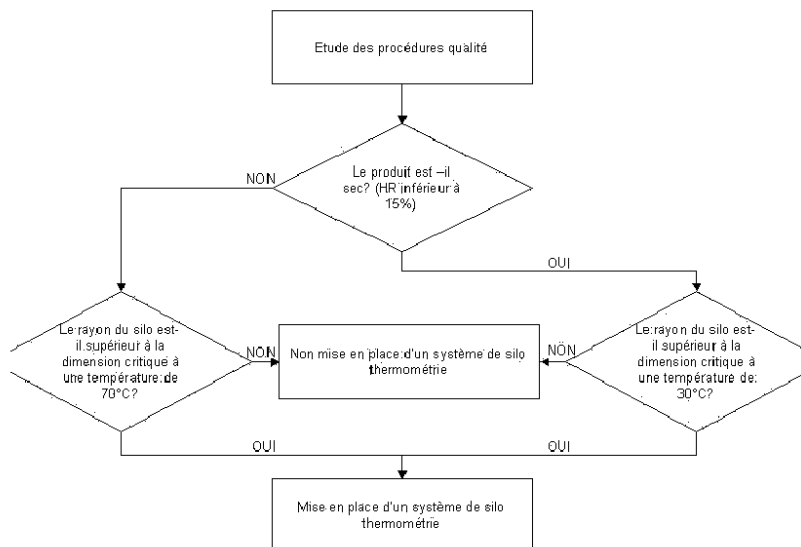 Etude des procédures qualité
Le produit est –il
sec? (HR inférieur à
15%)
NON
OUI
Le rayon du silo est-
il supérieur à la
dimension critique à
une température de
70°C?
NON
Non mise en place d'un système de silo
thermométrie
NON
Le rayon du silo est-
il supérieur à la
dimension critique à
une température de
30°C?
OUI
OUI
Mise en place d'un système de silo
thermométrie